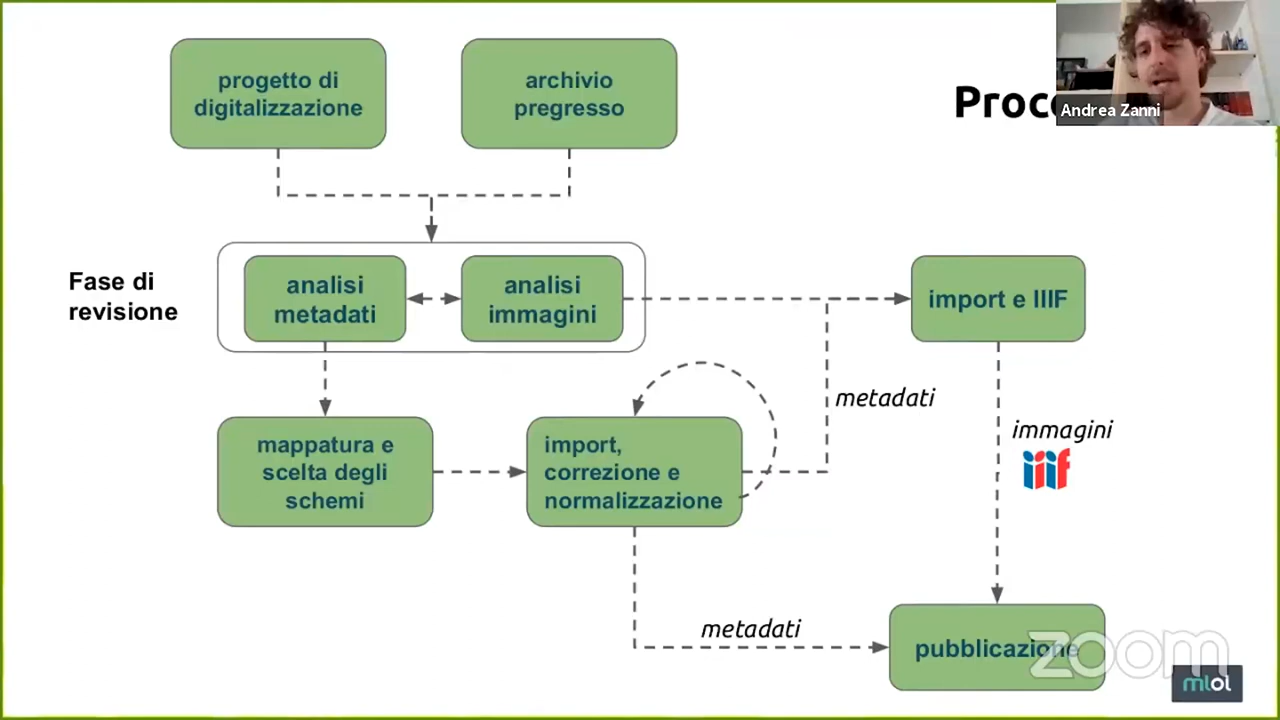 progetto di
digitalizzazione
archivio
pregresso
Andrea Zanni
Fase di
revisione
analisi
metadati
analisi
immagini
import e IIIF
metadati
immagini
iiif
mappatura e
scelta degli
schemi
import,
correzione e
normalizzazione
metadati
pubblicazione
zoom
mlol